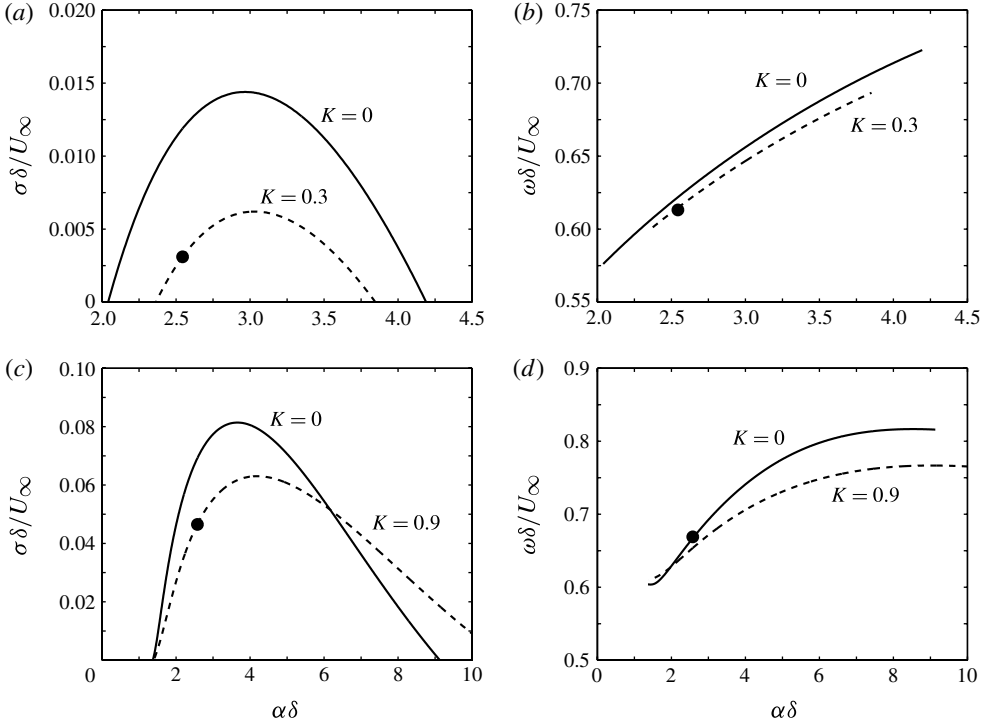 (a)
0.020
0.015
0.010
0.005
0
σδ/U∞
K = 0
K = 0.3
2.0 2.5 3.0 3.5 4.0 4.5
(b)
0.75
0.70
0.65
0.60
0.55
ωδ/U∞
K = 0
K = 0.3
2.0 2.5 3.0 3.5 4.0 4.5
(c)
0.10
0.08
0.06
0.04
0.02
σδ/U∞
K = 0
K = 0.9
0 2 4 6 8 10
αδ
(d)
0.9
0.8
0.7
0.6
0.5
ωδ/U∞
K = 0
K = 0.9
0 2 4 6 8 10
αδ